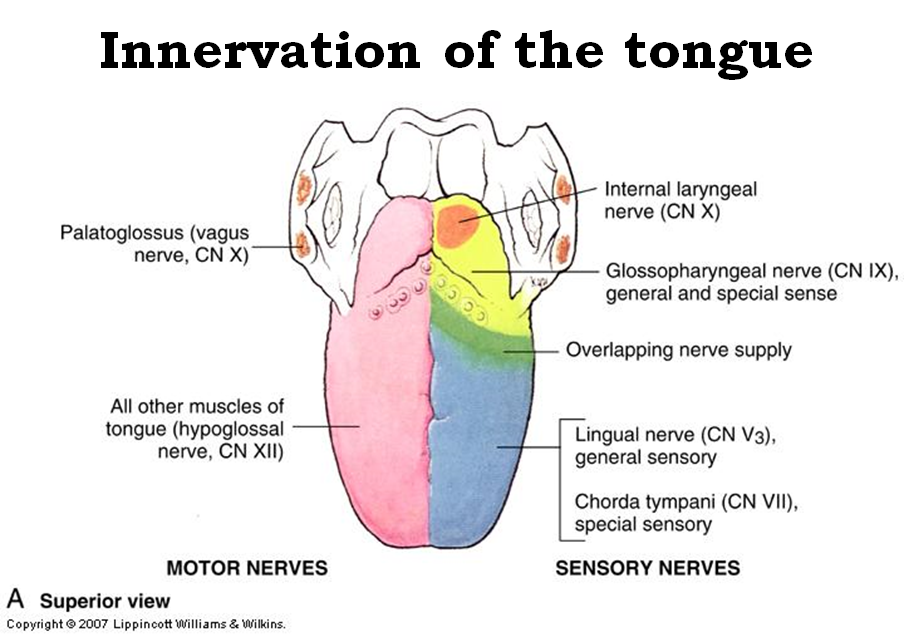 Innervation of the tongue
Palatoglossus (vagus
nerve, CN X)
All other muscles of
tongue (hypoglossal
nerve, CN XII)
Internal laryngeal
nerve (CN X)
Glossopharyngeal nerve (CN IX),
general and special sense
Overlapping nerve supply
Lingual nerve (CN V3),
general sensory
Chorda tympani (CN VII),
special sensory
MOTOR NERVES
SENSORY NERVES
A Superior view
Copyright © 2007 Lippincott Williams & Wilkins.